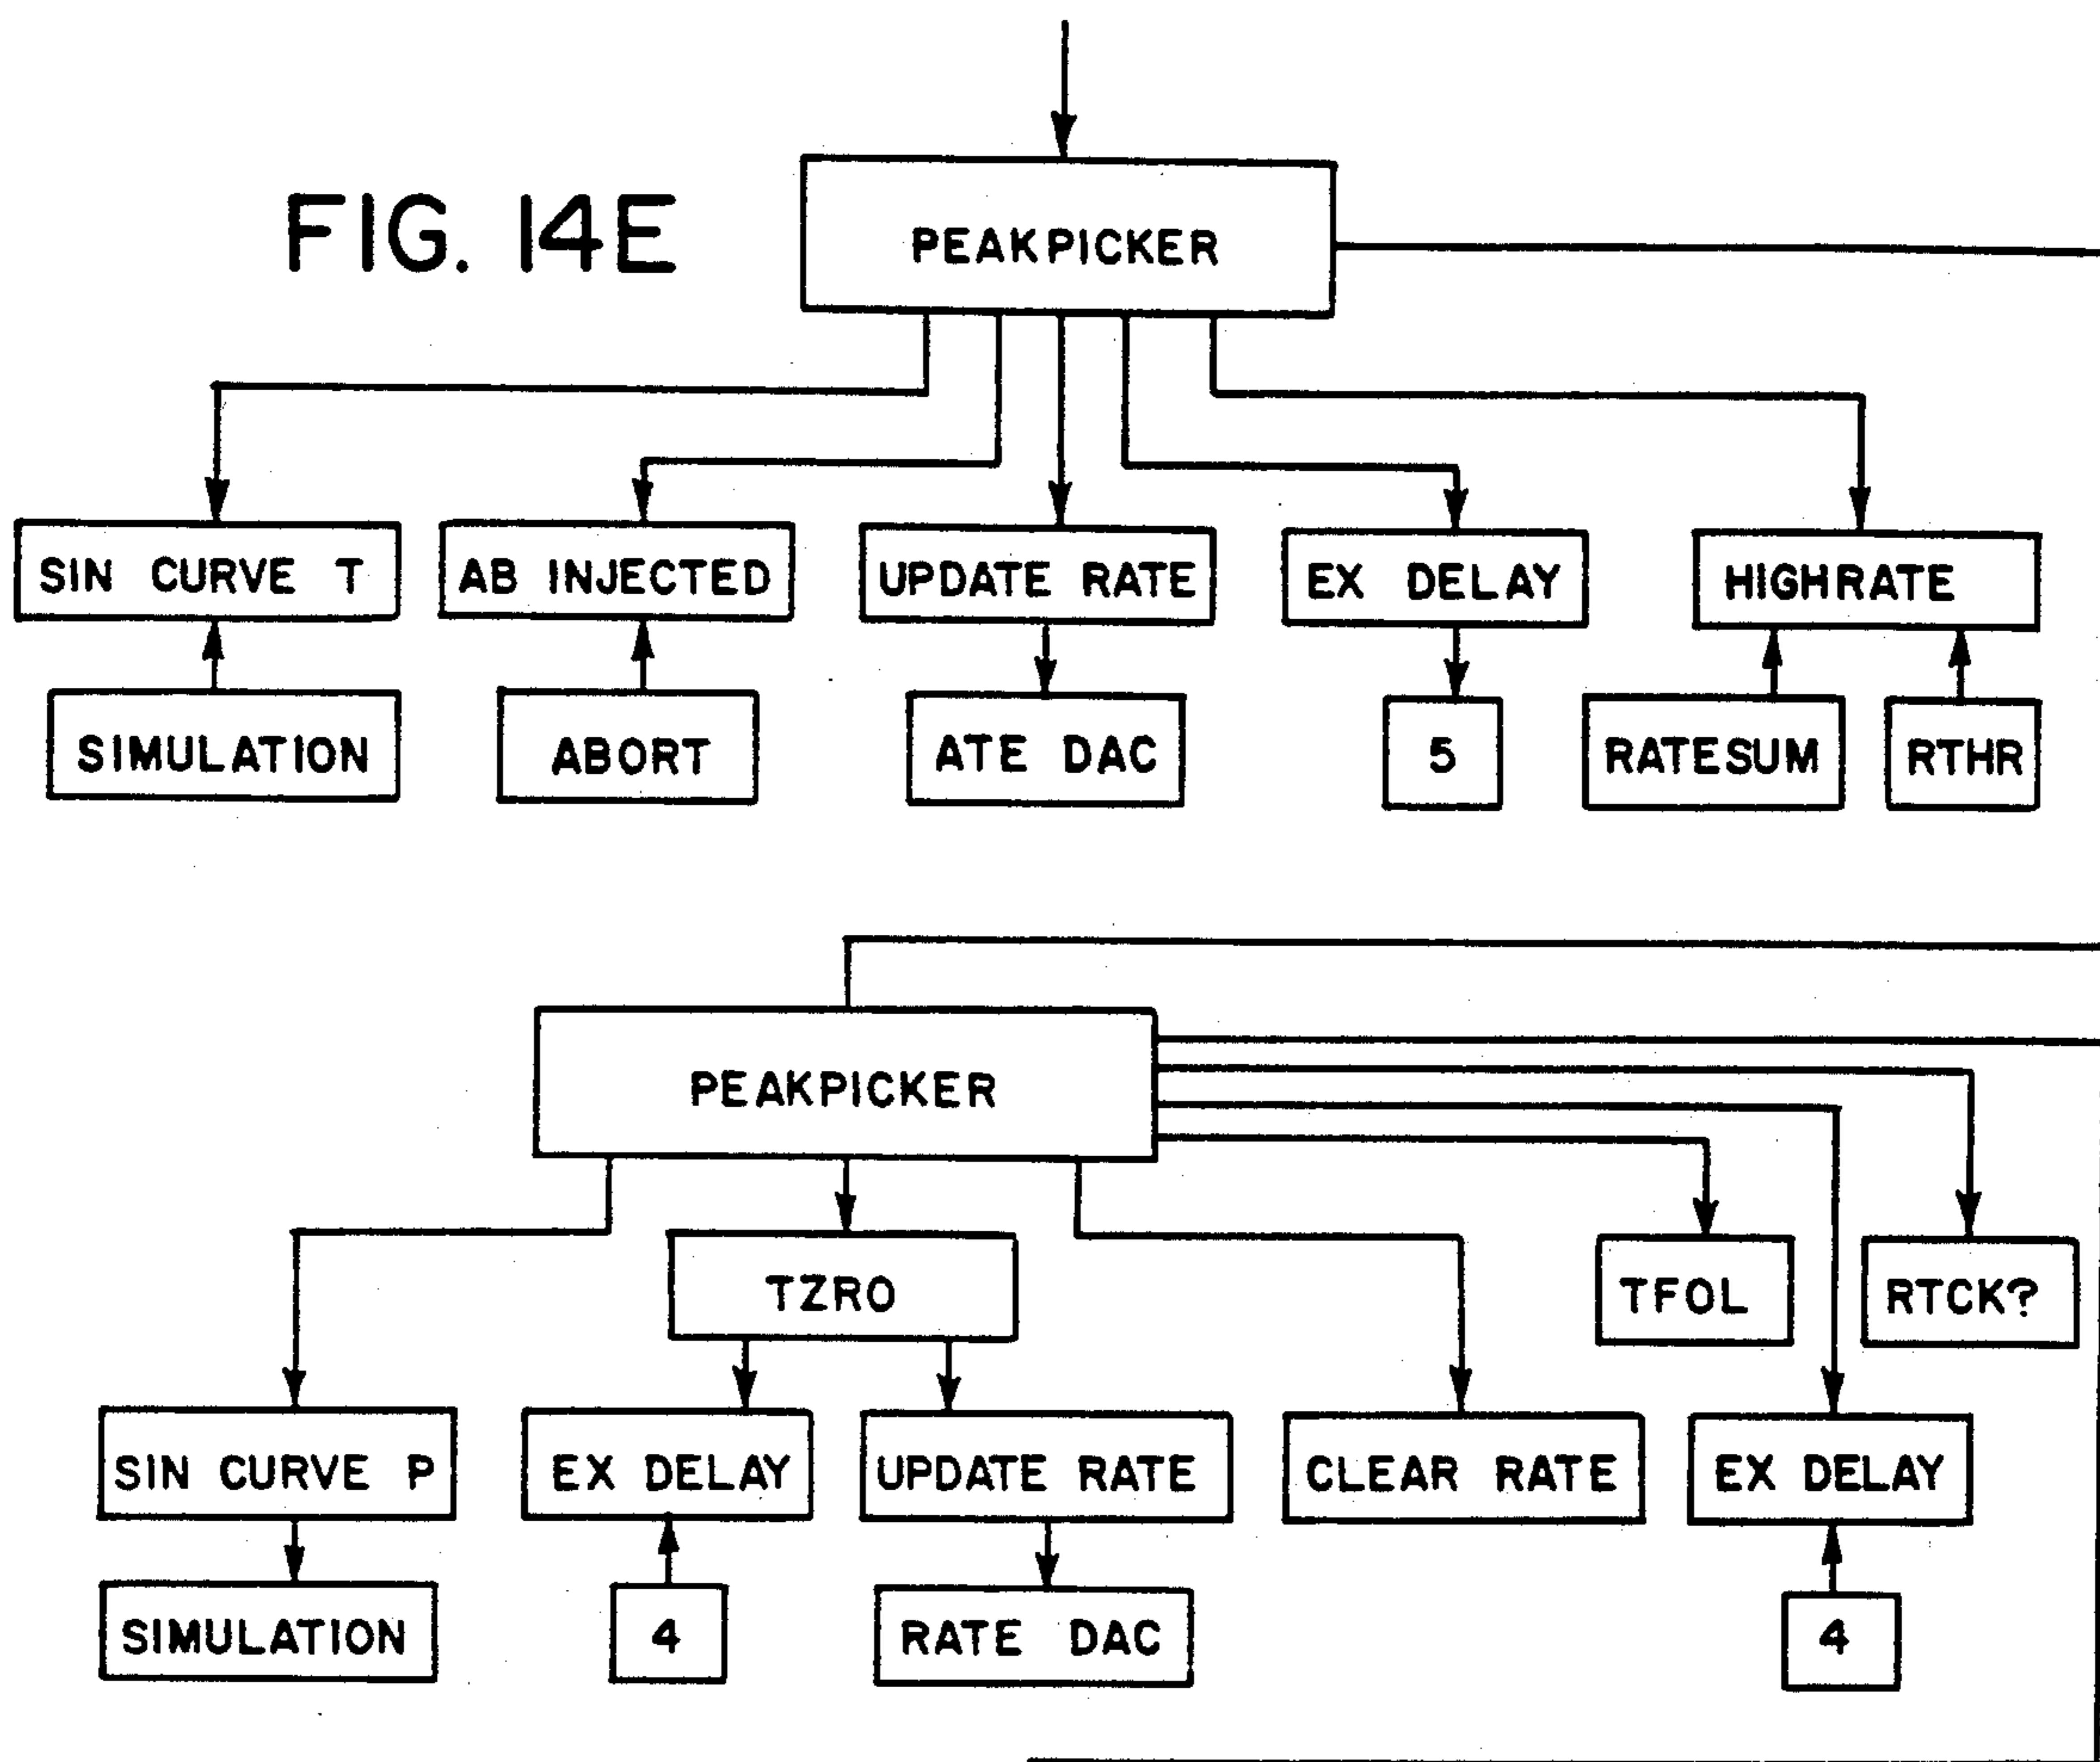 FIG. 14E
PEAKPICKER
SIN CURVE T
AB INJECTED
UPDATE RATE
EX DELAY
HIGHRATE
SIMULATION
ABORT
ATE DAC
5
RATESUM
RTHR
PEAKPICKER
TZRO
TFOL
RTCK?
SIN CURVE P
EX DELAY
UPDATE RATE
CLEAR RATE
EX DELAY
SIMULATION
4
RATE DAC
4